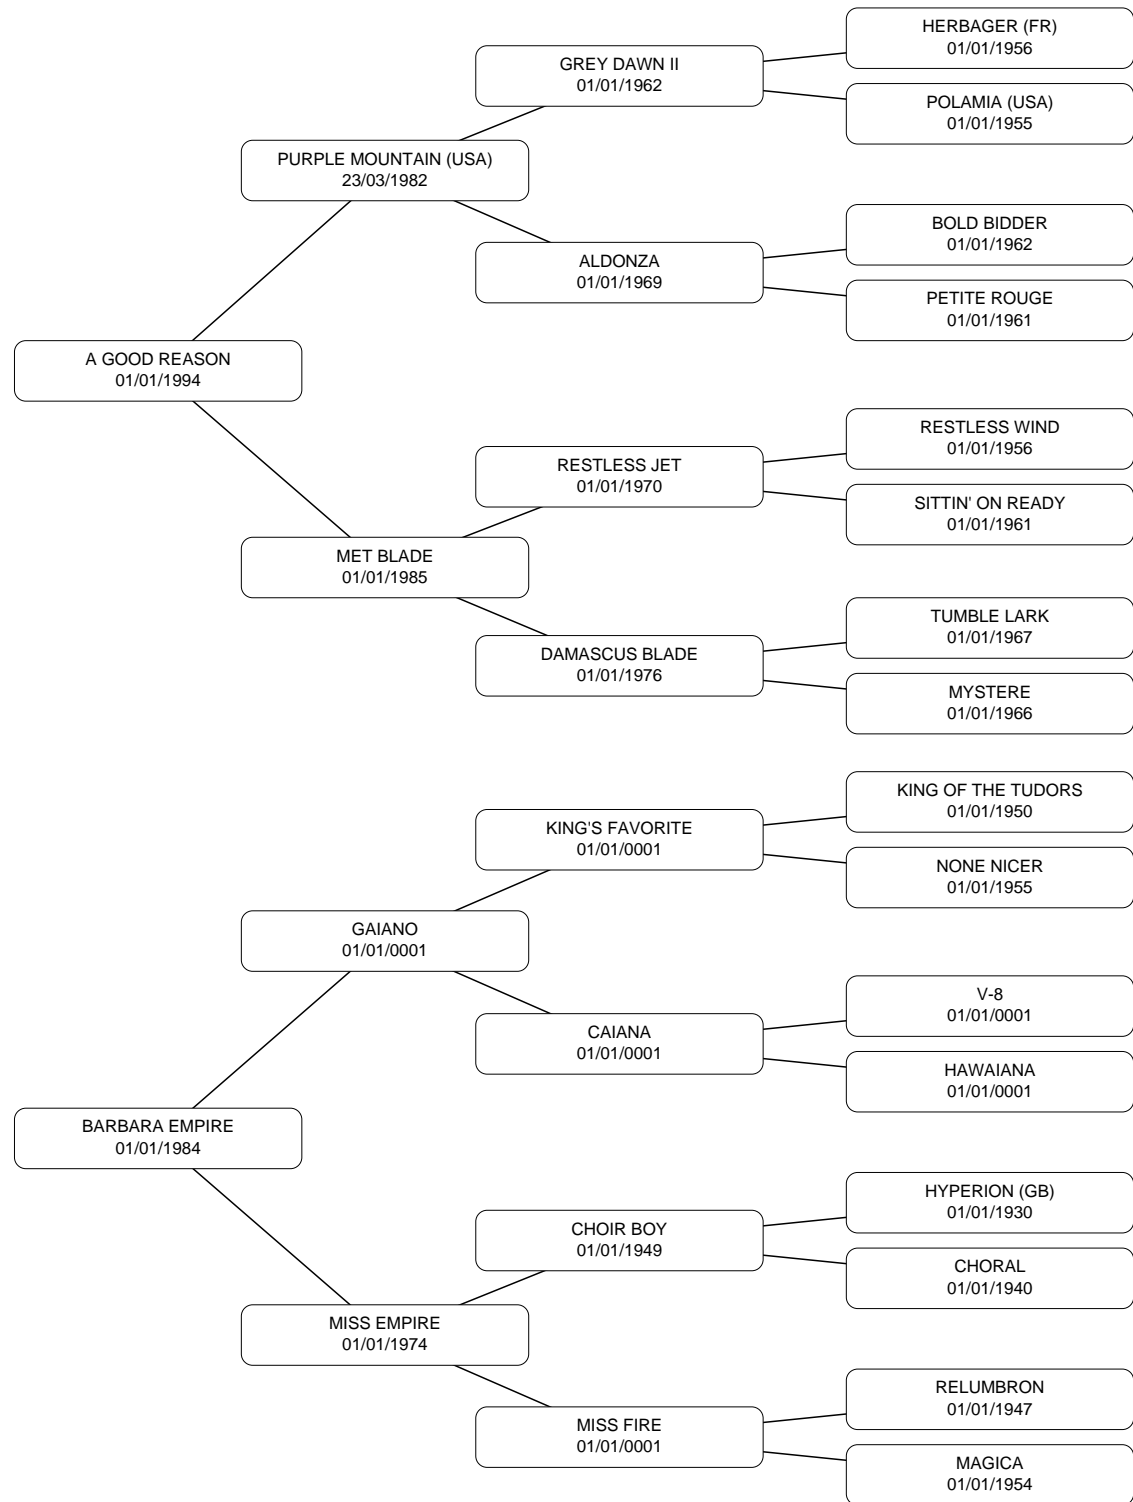 HERBAGER (FR)
01/01/1956
GREY DAWN II
01/01/1962
POLAMIA (USA)
01/01/1955
PURPLE MOUNTAIN (USA)
23/03/1982
BOLD BIDDER
01/01/1962
ALDONZA
01/01/1969
PETITE ROUGE
01/01/1961
A GOOD REASON
01/01/1994
RESTLESS WIND
01/01/1956
RESTLESS JET
01/01/1970
SITTIN' ON READY
01/01/1961
MET BLADE
01/01/1985
TUMBLE LARK
01/01/1967
DAMASCUS BLADE
01/01/1976
MYSTERE
01/01/1966
KING OF THE TUDORS
01/01/1950
KING'S FAVORITE
01/01/0001
NONE NICER
01/01/1955
GAIANO
01/01/0001
V-8
01/01/0001
CAIANA
01/01/0001
HAWAIANA
01/01/0001
BARBARA EMPIRE
01/01/1984
HYPERION (GB)
01/01/1930
CHOIR BOY
01/01/1949
CHORAL
01/01/1940
MISS EMPIRE
01/01/1974
RELUMBRON
01/01/1947
MISS FIRE
01/01/0001
MAGICA
01/01/1954